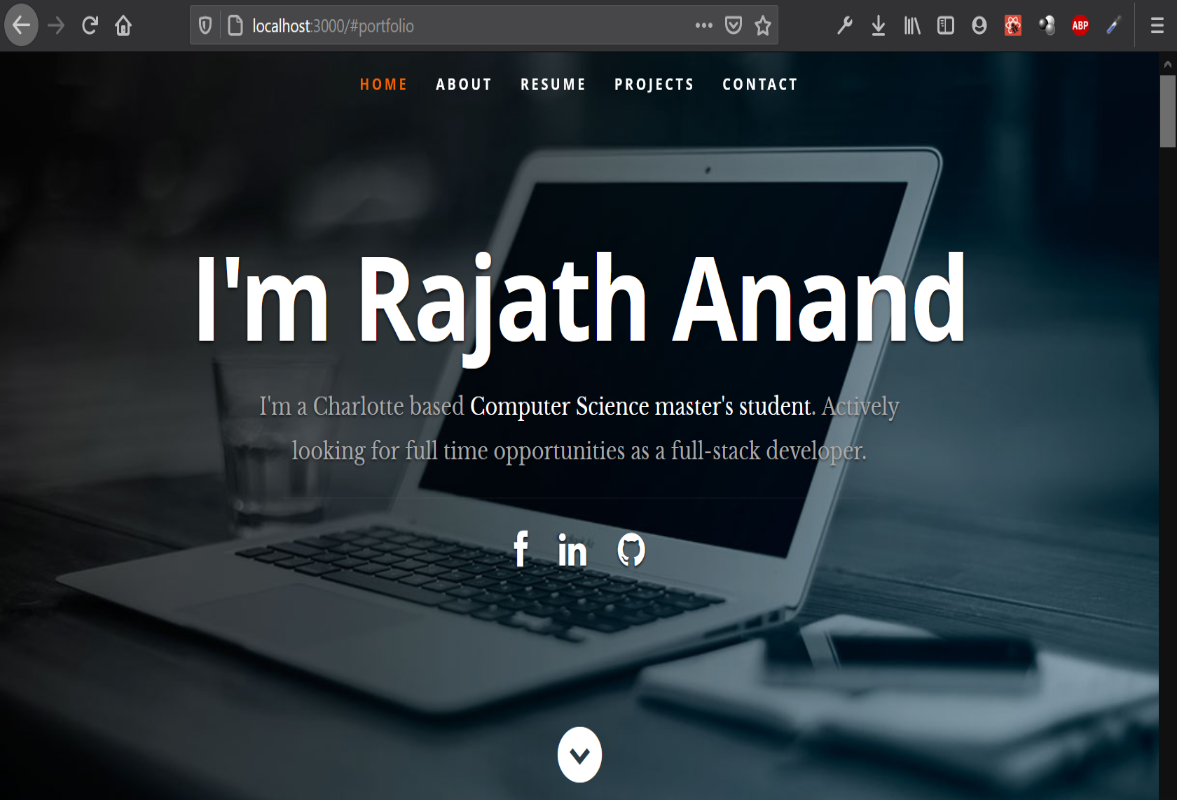 localhost:3000/#portfolio
ABP
HOME ABOUT RESUME PROJECTS CONTACT
I'm Rajath Anand
I'm a Charlotte based Computer Science master's student. Actively
looking for full time opportunities as a full-stack developer.
f in